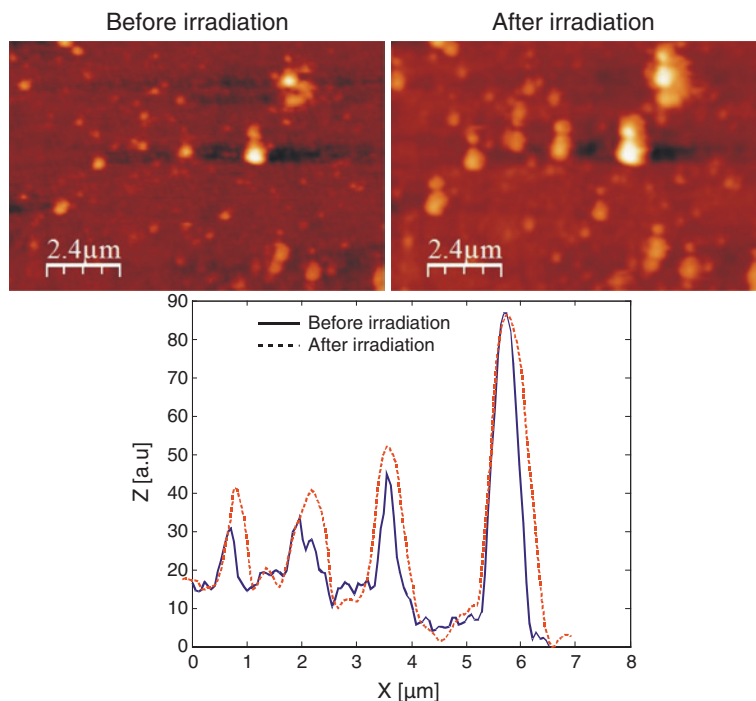 Before irradiation
After irradiation
2.4µm
2.4µm
90
80
70
60
50
40
30
20
10
0
Z [a.u]
Before irradiation
After irradiation
0 1 2 3 4 5 6 7 8
X [µm]